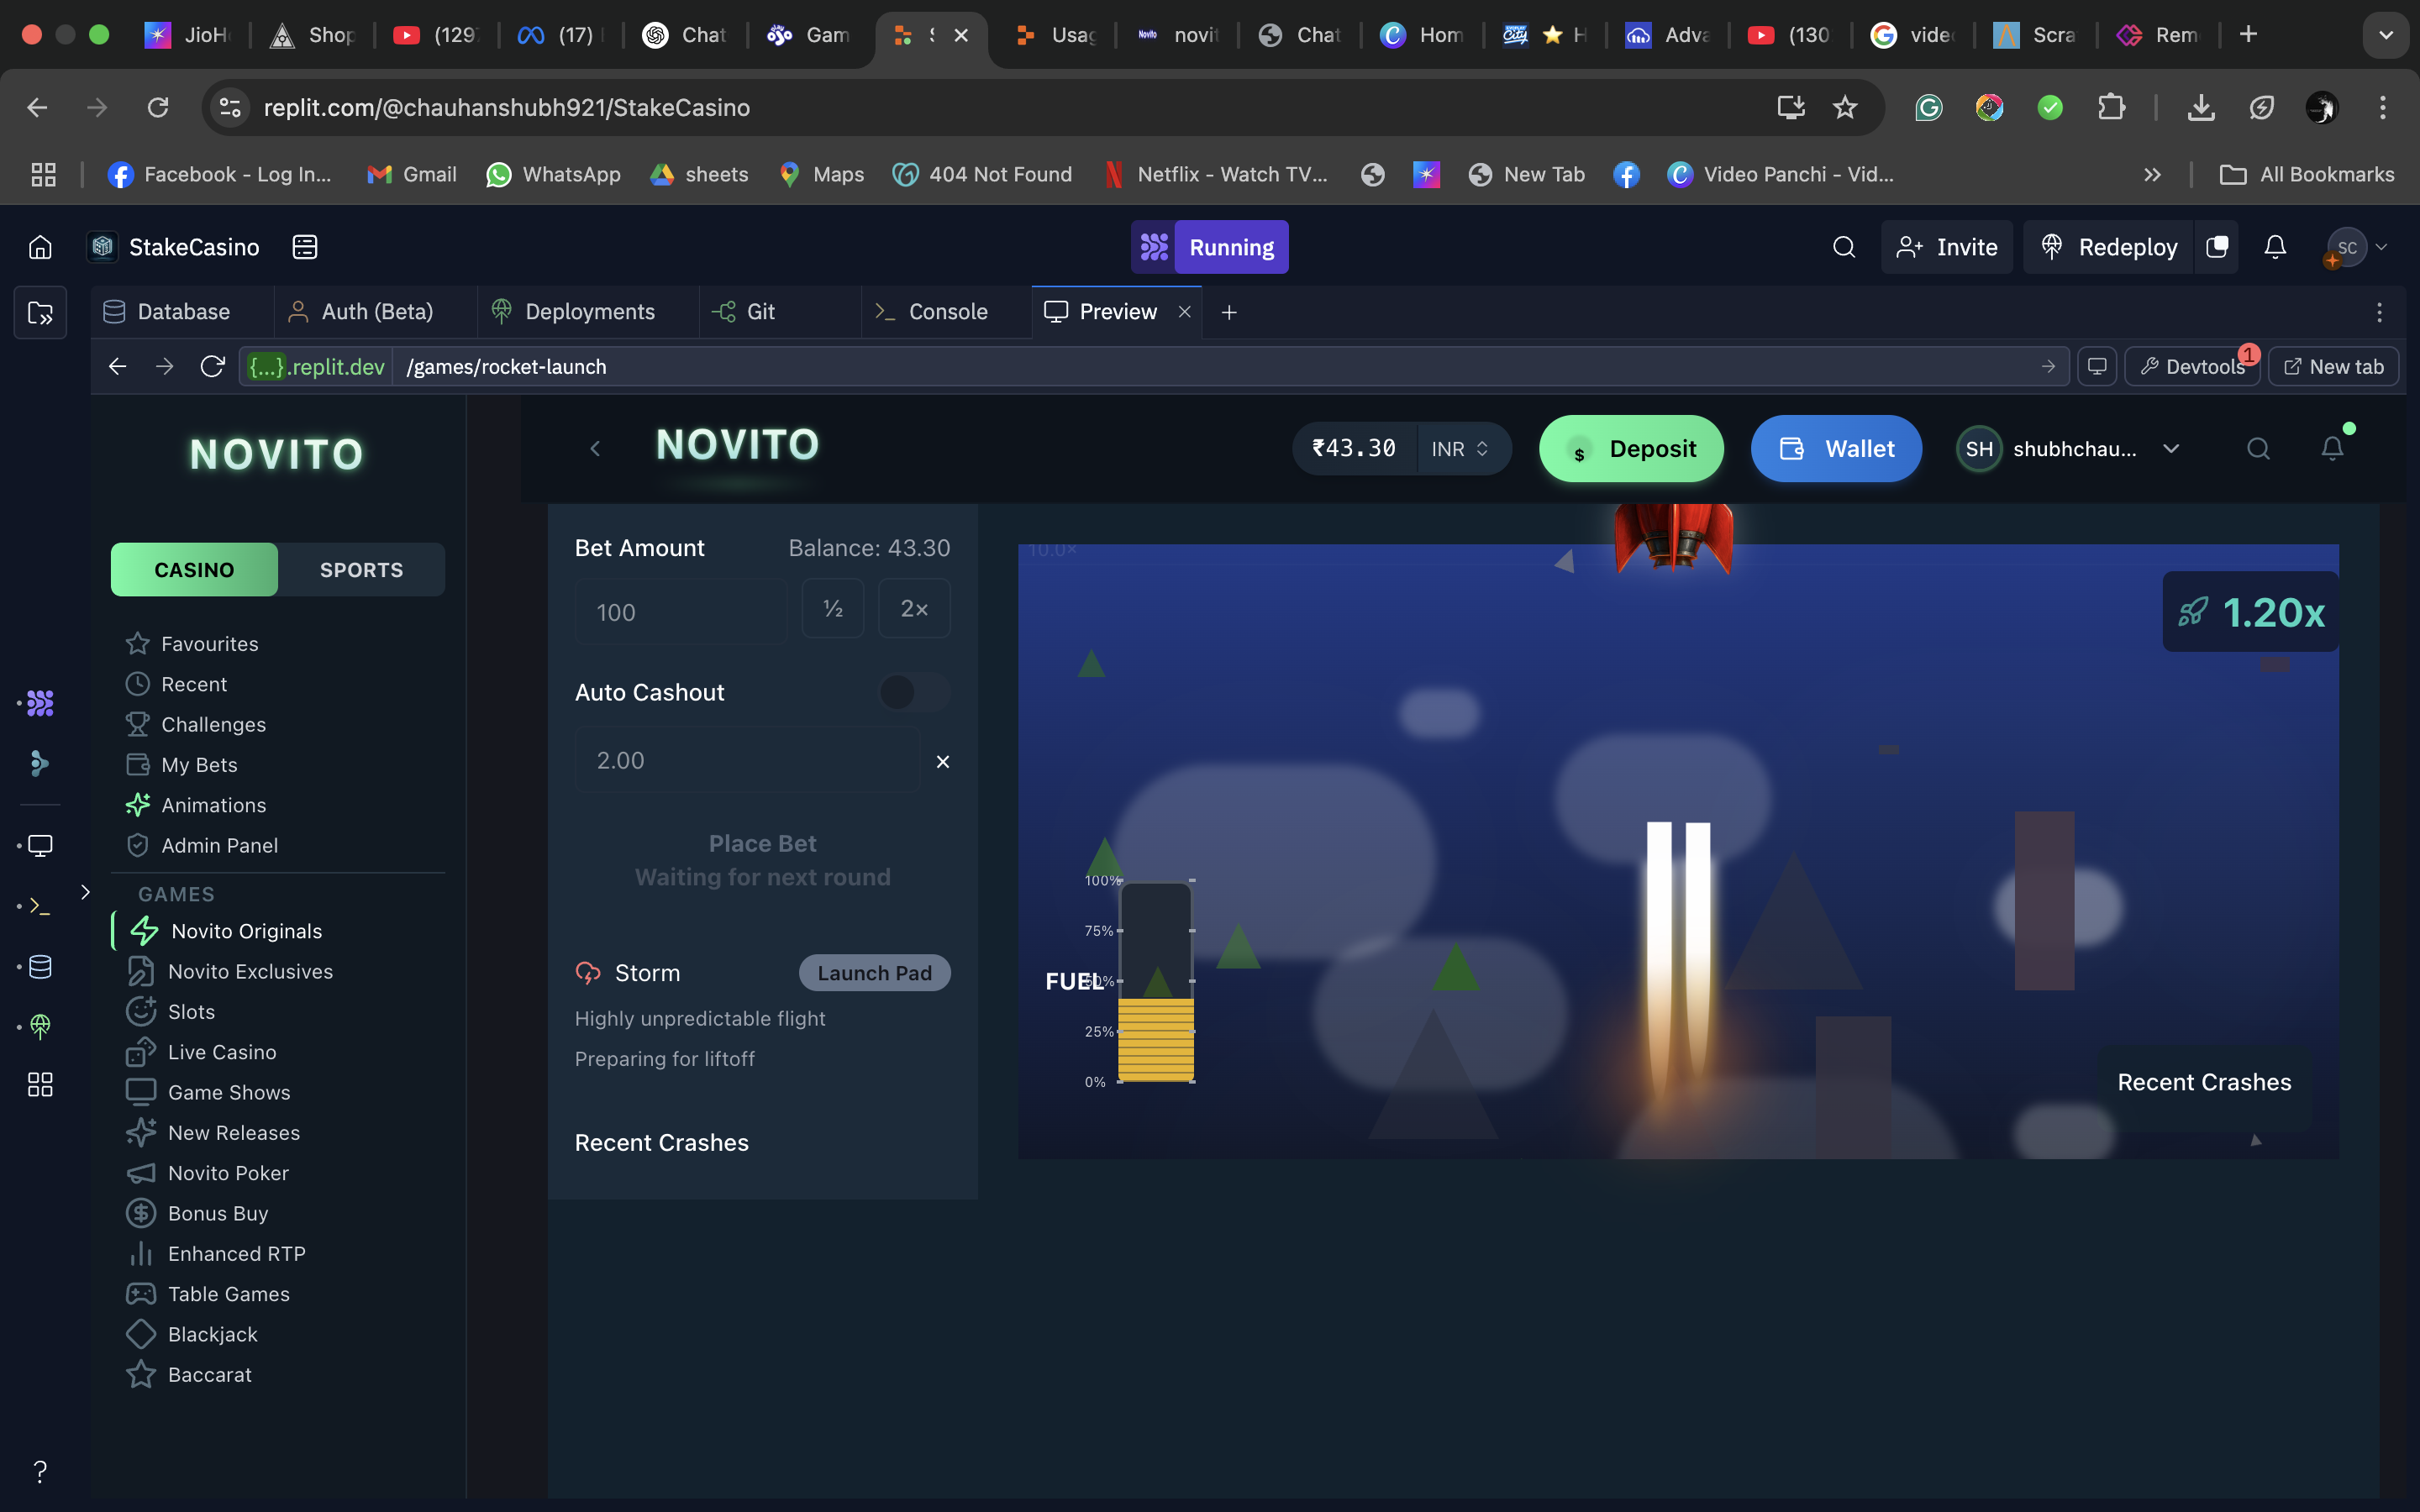 JioH
Shop
(129
(17)
Chat
Gam
Usag
novit
Chat
Hom
H
Adva
(130
vide
Scra
Rem
replit.com/@chauhanshubh921/StakeCasino
Facebook - Log In...
Gmail
WhatsApp
sheets
Maps
404 Not Found
Netflix - Watch TV...
New Tab
Video Panchi - Vid...
All Bookmarks
StakeCasino
Running
Invite
Redeploy
SC
Database
Auth (Beta)
Deployments
Git
Console
Preview
{...}.replit.dev
/games/rocket-launch
Devtools
1
New tab
NOVITO
NOVITO
₹43.30
INR
$ Deposit
Wallet
SH
shubhchau...
CASINO
SPORTS
Favourites
Recent
Challenges
My Bets
Animations
Admin Panel
GAMES
Novito Originals
Novito Exclusives
Slots
Live Casino
Game Shows
New Releases
Novito Poker
Bonus Buy
Enhanced RTP
Table Games
Blackjack
Baccarat
Bet Amount
Balance: 43.30
100
½
2×
Auto Cashout
2.00
×
Place Bet
Waiting for next round
Storm
Launch Pad
Highly unpredictable flight
Preparing for liftoff
Recent Crashes
10.0×
1.20x
100%
75%
FUEL
25%
0%
Recent Crashes